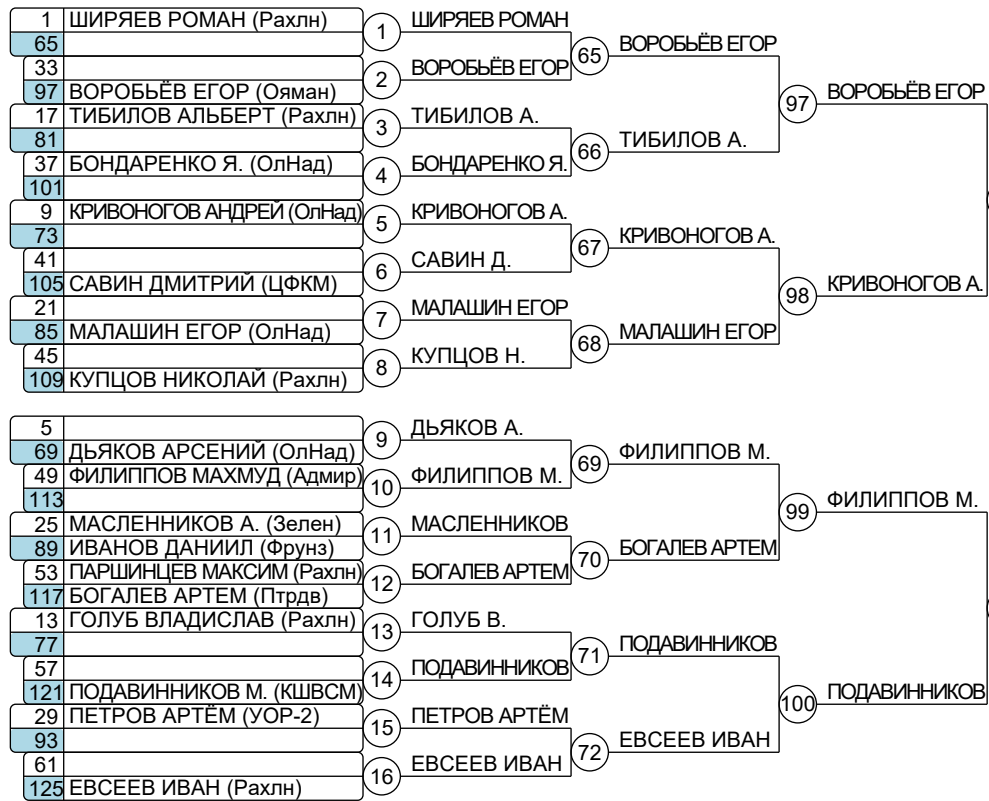 1 ШИРЯЕВ РОМАН (Рахлн)
65
33
97 ВОРОБЬЁВ ЕГОР (Ояман)
17 ТИБИЛОВ АЛЬБЕРТ (Рахлн)
81
37 БОНДАРЕНКО Я. (ОлНад)
101
9 КРИВОНОГОВ АНДРЕЙ (ОлНад)
73
41
105 САВИН ДМИТРИЙ (ЦФКМ)
21
85 МАЛАШИН ЕГОР (ОлНад)
45
109 КУПЦОВ НИКОЛАЙ (Рахлн)
5
69 ДЬЯКОВ АРСЕНИЙ (ОлНад)
49 ФИЛИППОВ МАХМУД (Адмир)
113
25 МАСЛЕННИКОВ А. (Зелен)
89 ИВАНОВ ДАНИИЛ (Фрунз)
53 ПАРШИНЦЕВ МАКСИМ (Рахлн)
117 БОГАЛЕВ АРТЕМ (Птрдв)
13 ГОЛУБ ВЛАДИСЛАВ (Рахлн)
77
57
121 ПОДАВИННИКОВ М. (КШВСМ)
29 ПЕТРОВ АРТЁМ (УОР-2)
93
61
125 ЕВСЕЕВ ИВАН (Рахлн)
1 ШИРЯЕВ РОМАН
2 ВОРОБЬЁВ ЕГОР
3 ТИБИЛОВ А.
4 БОНДАРЕНКО Я.
5 КРИВОНОГОВ А.
6 САВИН Д.
7 МАЛАШИН ЕГОР
8 КУПЦОВ Н.
9 ДЬЯКОВ А.
10 ФИЛИППОВ М.
11 МАСЛЕННИКОВ
12 БОГАЛЕВ АРТЕМ
13 ГОЛУБ В.
14 ПОДАВИННИКОВ
15 ПЕТРОВ АРТЁМ
16 ЕВСЕЕВ ИВАН
65 ВОРОБЬЁВ ЕГОР
66 ТИБИЛОВ А.
67 КРИВОНОГОВ А.
68 МАЛАШИН ЕГОР
69 ФИЛИППОВ М.
70 БОГАЛЕВ АРТЕМ
71 ПОДАВИННИКОВ
72 ЕВСЕЕВ ИВАН
97 ВОРОБЬЁВ ЕГОР
98 КРИВОНОГОВ А.
99 ФИЛИППОВ М.
100 ПОДАВИННИКОВ